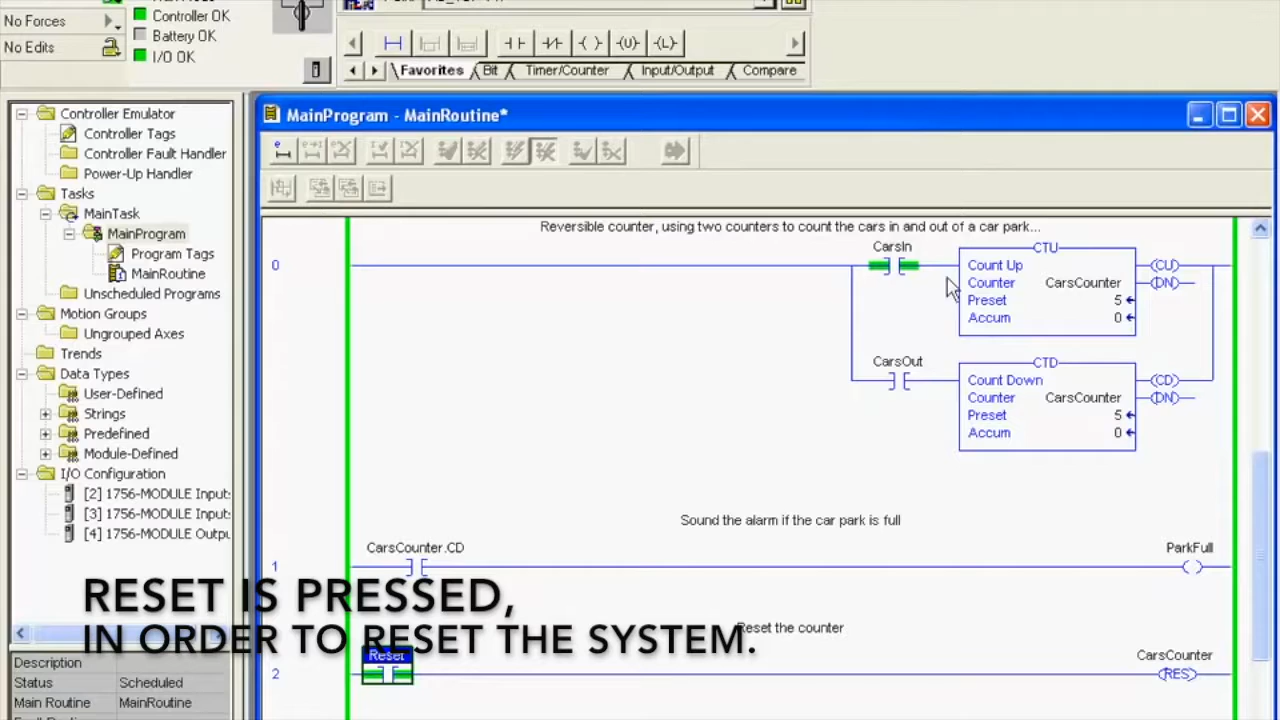 No Forces
No Edits
Controller OK
Battery OK
I/O OK
Favorites
Bit
Timer/Counter
Input/Output
Compare
Controller Emulator
Controller Tags
Controller Fault Handler
Power-Up Handler
Tasks
MainTask
MainProgram
Program Tags
MainRoutine
Unscheduled Programs
Motion Groups
Ungrouped Axes
Trends
Data Types
User-Defined
Strings
Predefined
Module-Defined
I/O Configuration
[2] 1756-MODULE Input
[3] 1756-MODULE Input
[4] 1756-MODULE Outpu
Description
Status Scheduled
Main Routine MainRoutine
MainProgram - MainRoutine*
Reversible counter, using two counters to count the cars in and out of a car park...
0
CarsIn
CTU
Count Up
Counter CarsCounter
Preset 5
Accum 0
(CU)
(DN)
CarsOut
CTD
Count Down
Counter CarsCounter
Preset 5
Accum 0
(CD)
(DN)
Sound the alarm if the car park is full
CarsCounter.CD
ParkFull
1
Reset the counter
Reset
CarsCounter
2
(RES)
RESET IS PRESSED,
IN ORDER TO RESET THE SYSTEM.